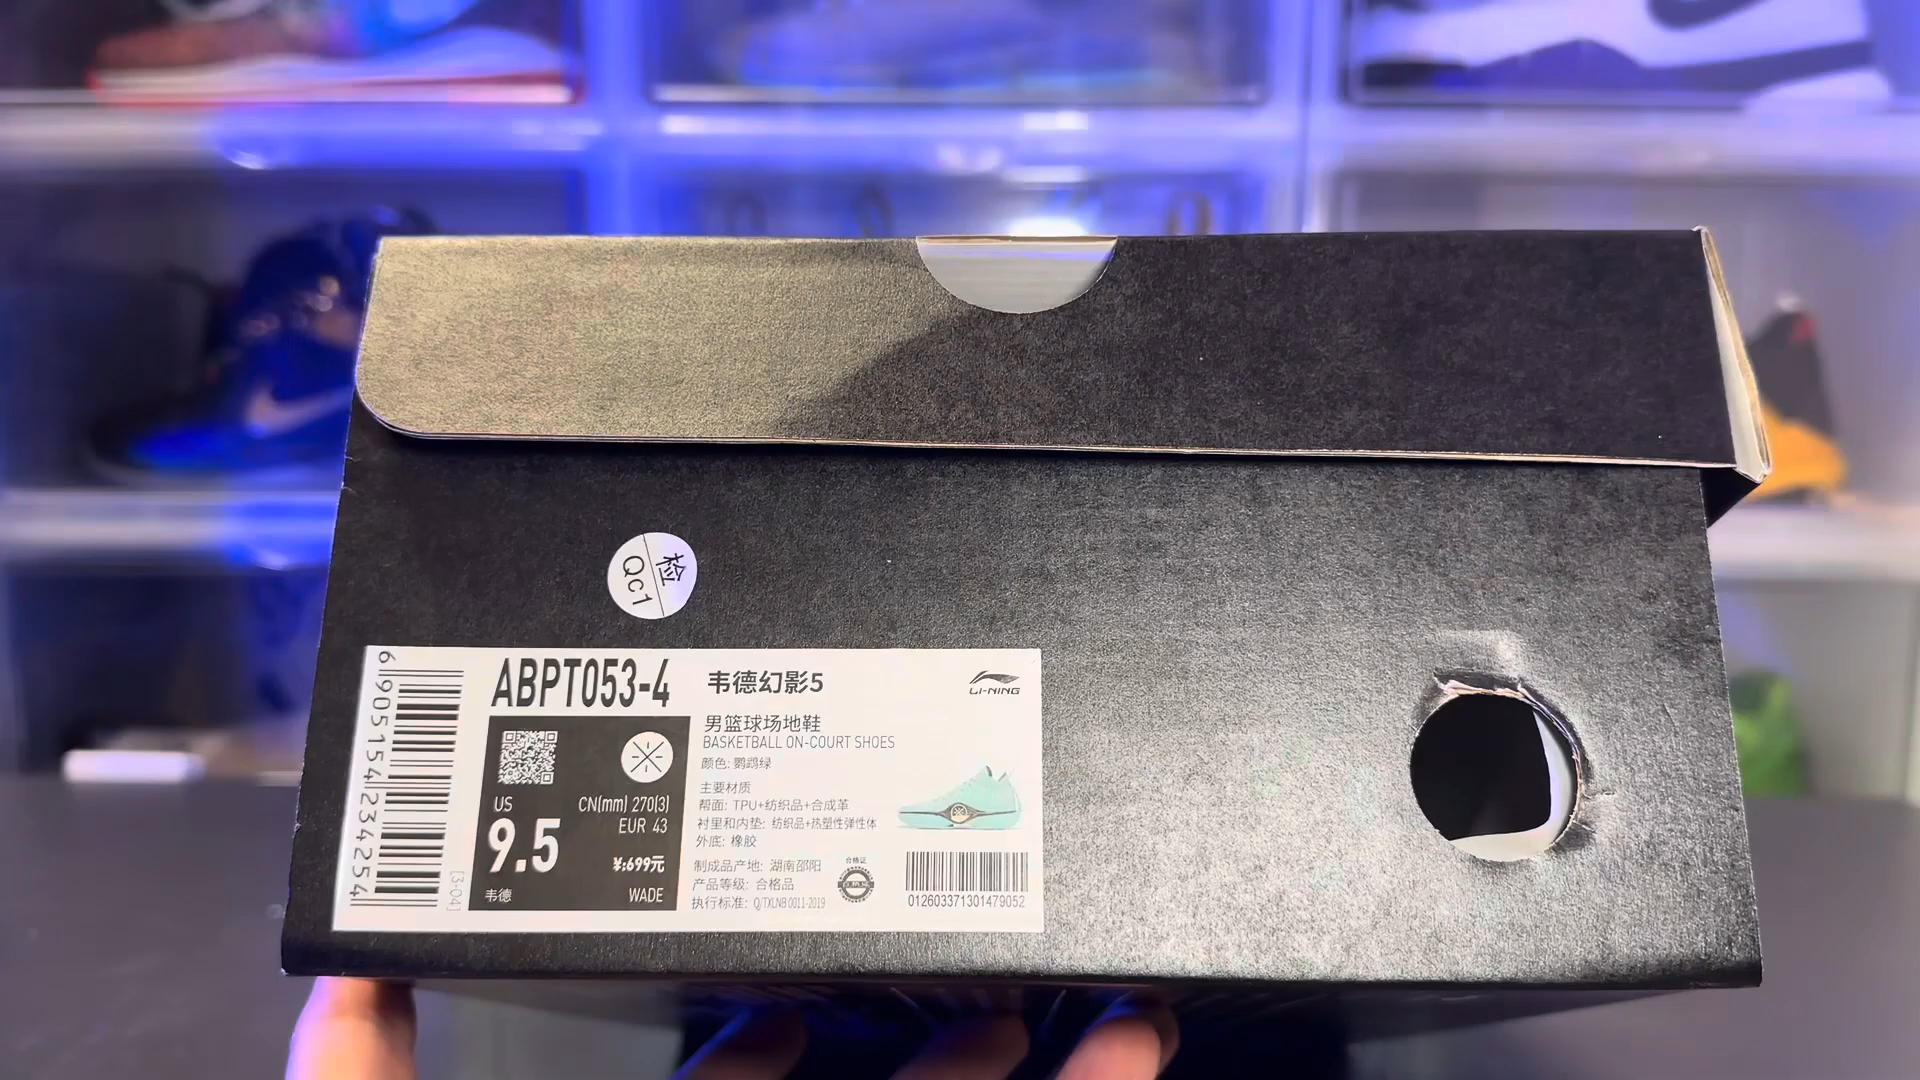 检
Qc1
6 905154 234254
[3-04]
ABPT053-4
韦德幻影5
LI-NING
男篮球场地鞋
BASKETBALL ON-COURT SHOES
颜色: 鹦鹉绿
US
9.5
CN(mm) 270(3)
EUR 43
¥:699元
韦德
WADE
主要材质
帮面: TPU+纺织品+合成革
衬里和内垫: 纺织品+热塑性弹性体
外底: 橡胶
制成品产地: 湖南邵阳
产品等级: 合格品
执行标准: Q/TXLNB 0011-2019
合格证
012603371301479052